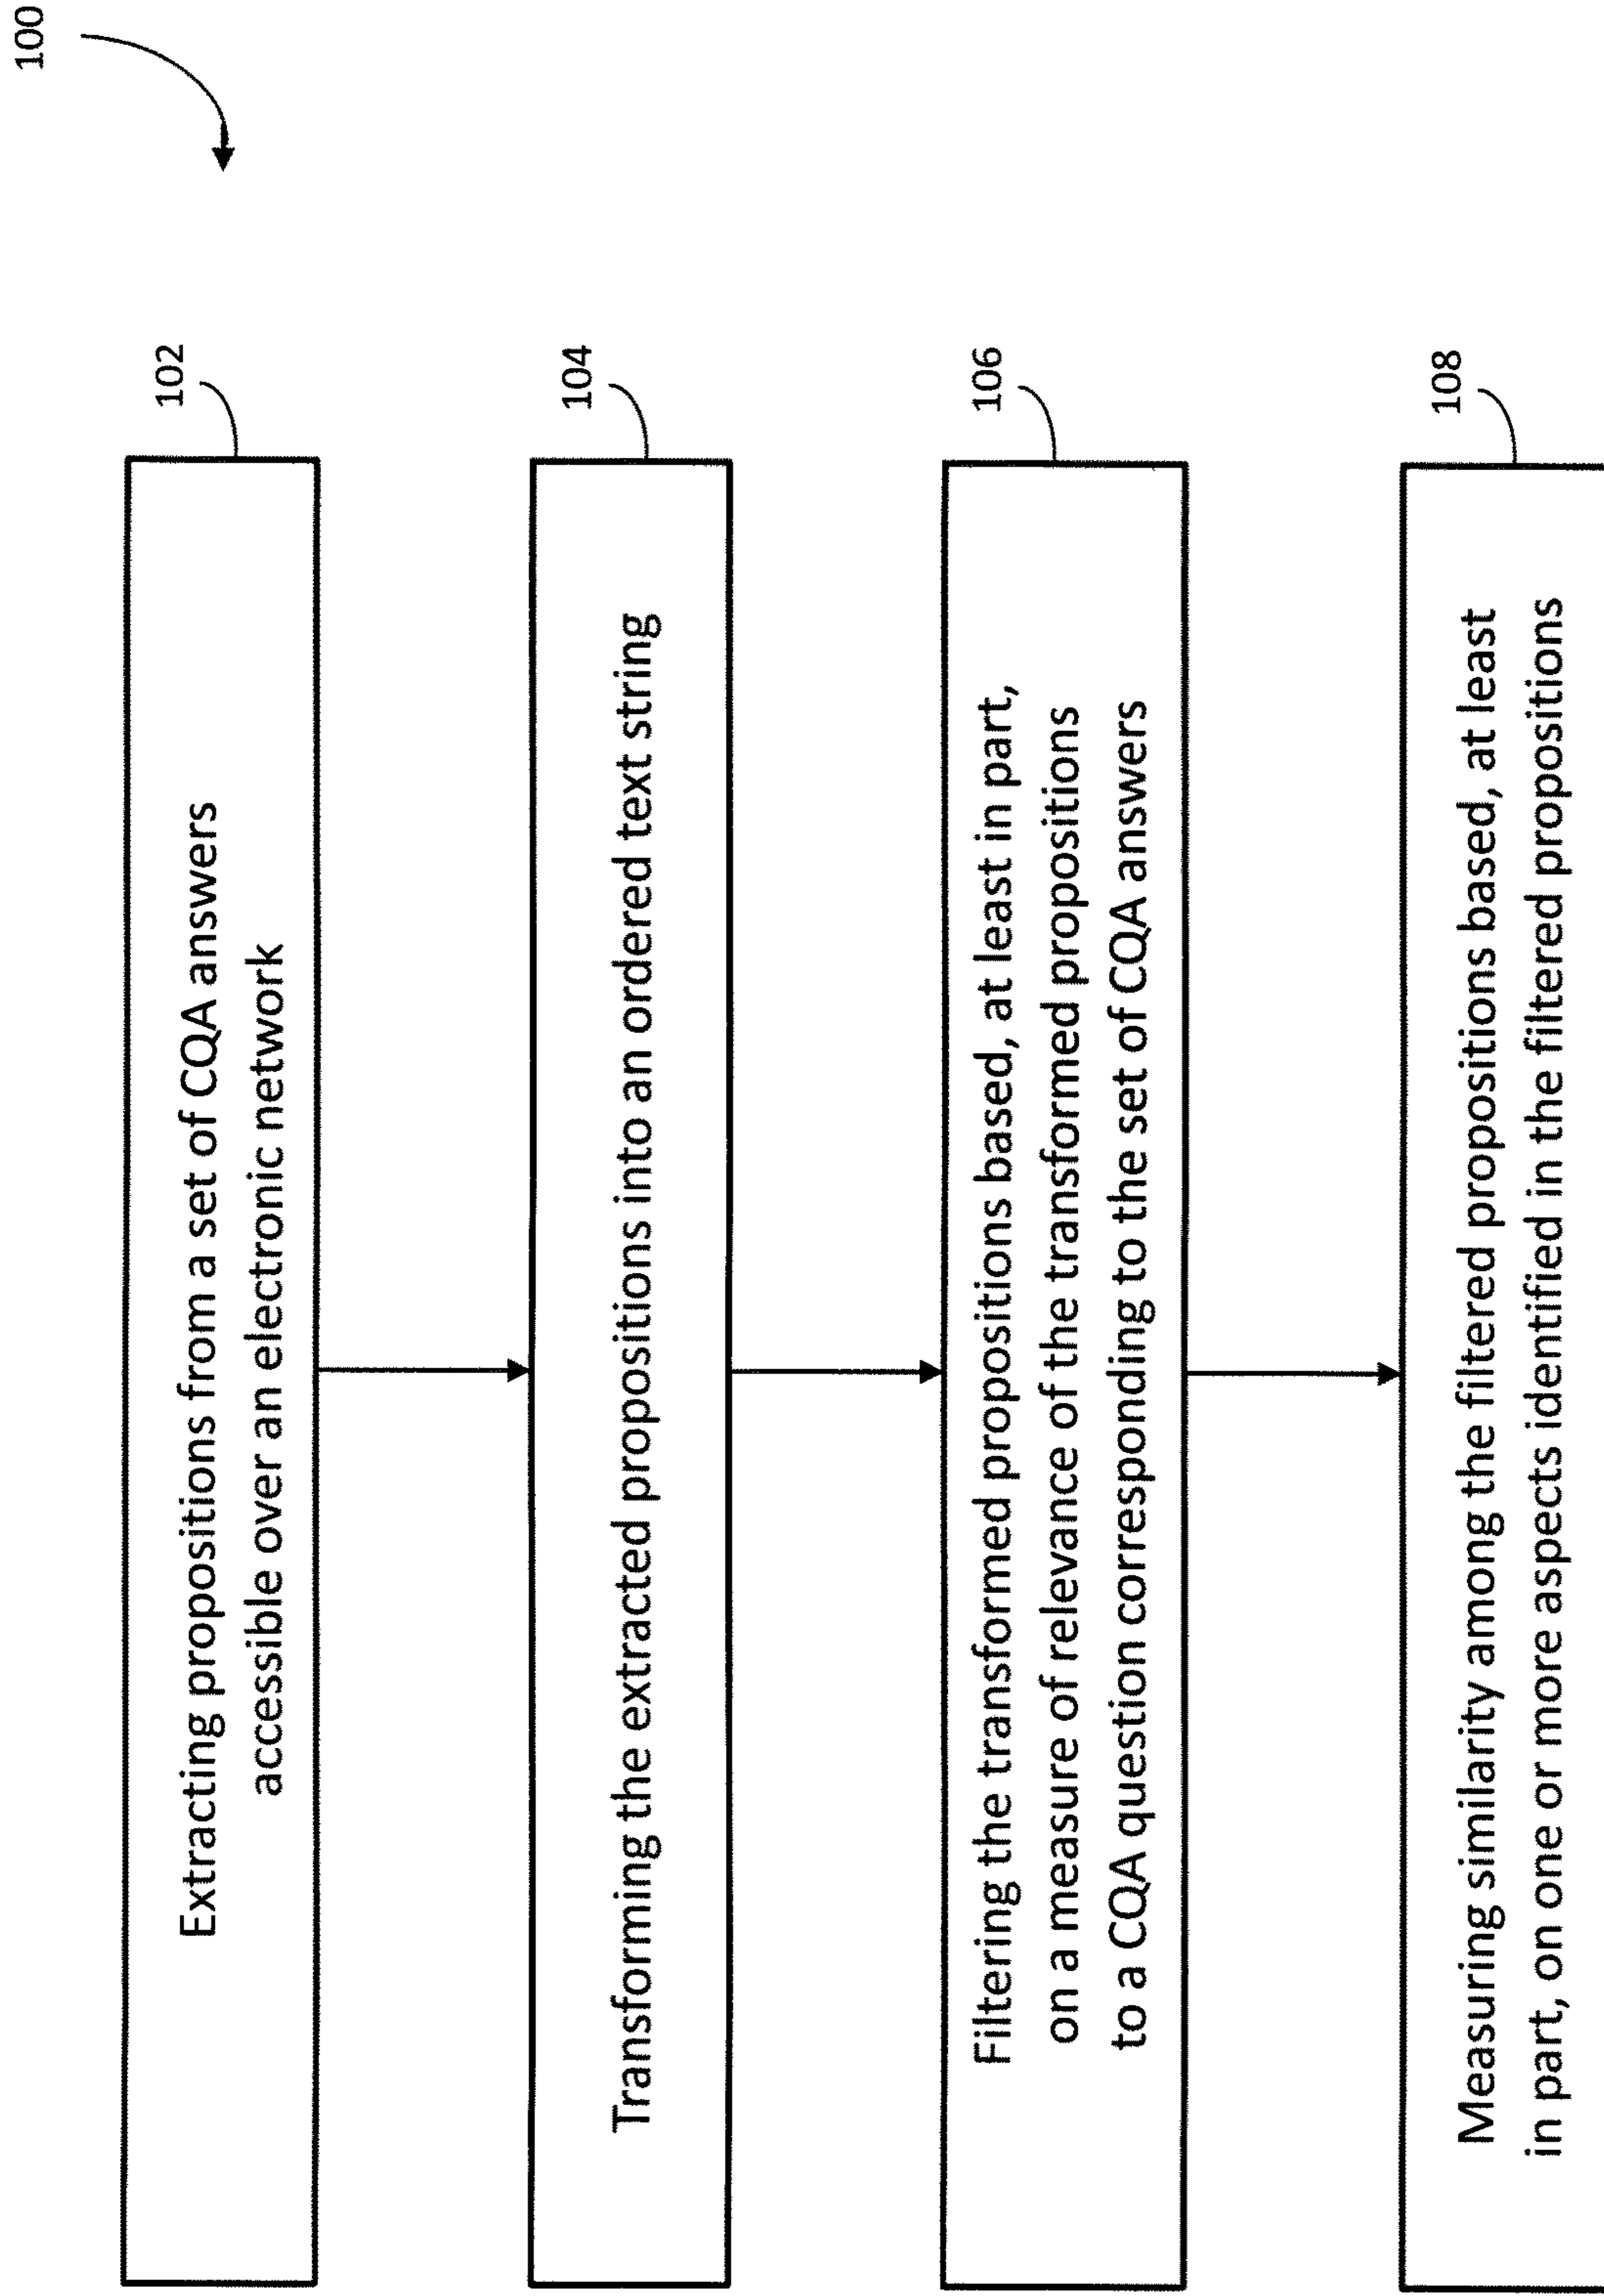 100
102
Extracting propositions from a set of CQA answers
accessible over an electronic network
104
Transforming the extracted propositions into an ordered text string
106
Filtering the transformed propositions based, at least in part,
on a measure of relevance of the transformed propositions
to a CQA question corresponding to the set of CQA answers
108
Measuring similarity among the filtered propositions based, at least
in part, on one or more aspects identified in the filtered propositions